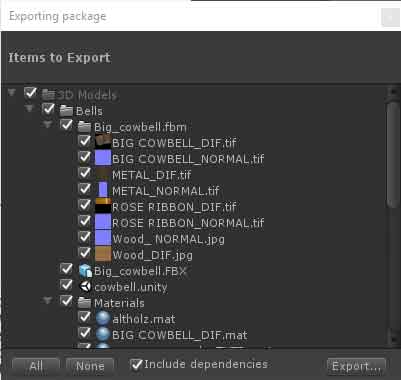 Exporting package
Items to Export
3D Models
Bells
Big_cowbell.fbm
BIG COWBELL_DIF.tif
BIG COWBELL_NORMAL.tif
METAL_DIF.tif
METAL_NORMAL.tif
ROSE RIBBON_DIF.tif
ROSE RIBBON_NORMAL.tif
Wood_ NORMAL.jpg
Wood_DIF.jpg
Big_cowbell.FBX
cowbell.unity
Materials
altholz.mat
BIG COWBELL_DIF.mat
All
None
Include dependencies
Export...